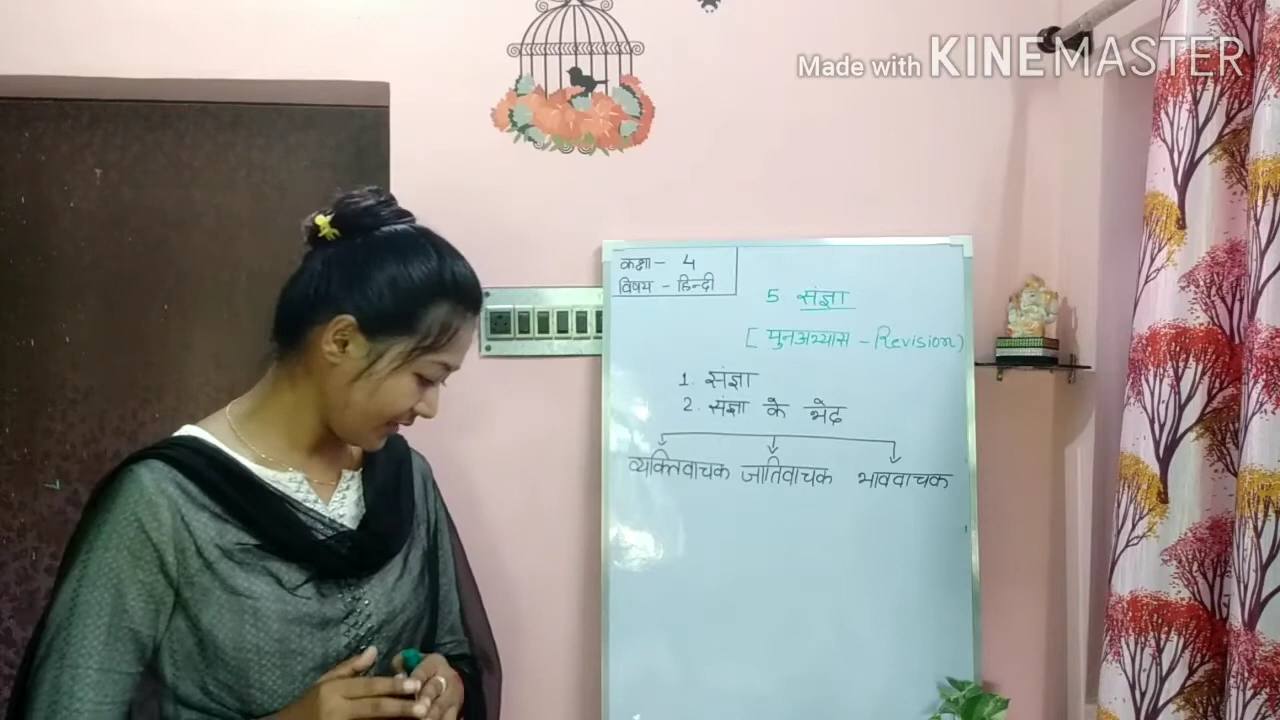 Made with KINEMASTER
कक्षा - 4
विषय - हिन्दी
5 संज्ञा
[ पुनअभ्यास - Revision)
1. संज्ञा
2. संज्ञा के भेद
व्यक्तिवाचक जातिवाचक भाववाचक